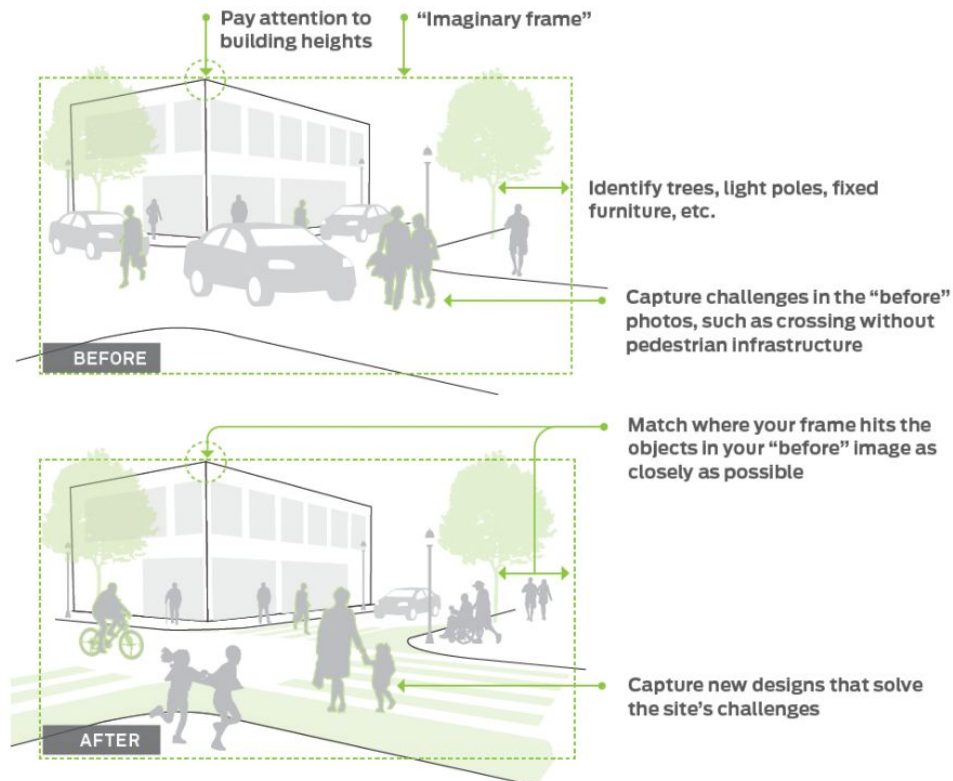 Pay attention to
building heights
“Imaginary frame”
Identify trees, light poles, fixed
furniture, etc.
Capture challenges in the “before”
photos, such as crossing without
pedestrian infrastructure
BEFORE
Match where your frame hits the
objects in your “before” image as
closely as possible
Capture new designs that solve
the site’s challenges
AFTER